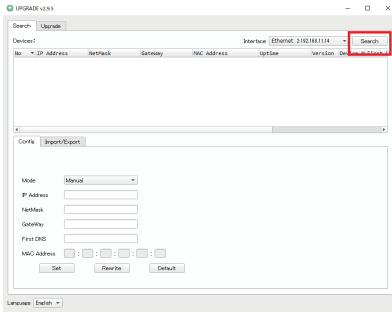 UPGRADE v2.9.5
Search Upgrade
Devices:
Interface Ethernet 2:192.168.11.14 Search
No IP Address NetMask GateWay MAC Address Uptime Version
Config Import/Export
Mode Manual
IP Address
NetMask
GateWay
First DNS
MAC Address : : : : :
Set Rewrite Default
Language English